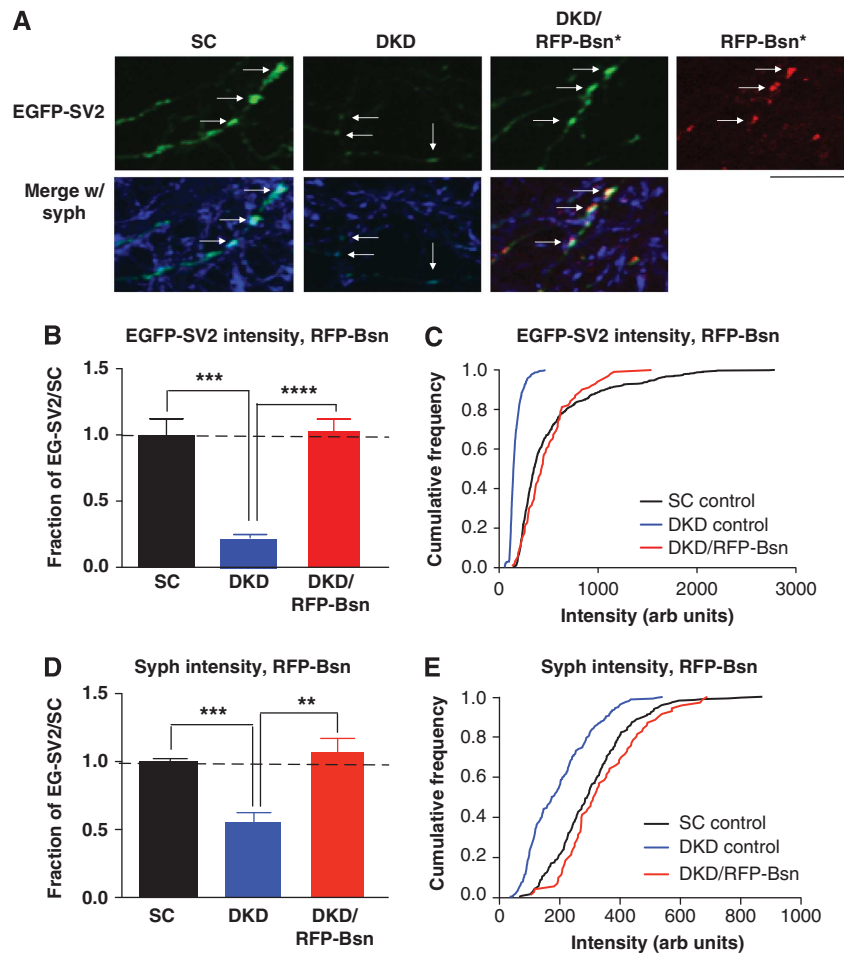 A
SC
DKD
DKD/
RFP-Bsn*
RFP-Bsn*
EGFP-SV2
Merge w/
syph
B
EGFP-SV2 intensity, RFP-Bsn
Fraction of EG-SV2/SC
1.5
1.0
0.5
0.0
***
****
SC
DKD
DKD/
RFP-Bsn
C
EGFP-SV2 intensity, RFP-Bsn
Cumulative frequency
1.0
0.8
0.6
0.4
0.2
0
SC control
DKD control
DKD/RFP-Bsn
0
1000
2000
3000
Intensity (arb units)
D
Syph intensity, RFP-Bsn
Fraction of EG-SV2/SC
1.5
1.0
0.5
0.0
***
**
SC
DKD
DKD/
RFP-Bsn
E
Syph intensity, RFP-Bsn
Cumulative frequency
1.0
0.8
0.6
0.4
0.2
0.0
SC control
DKD control
DKD/RFP-Bsn
0
200
400
600
800
1000
Intensity (arb units)